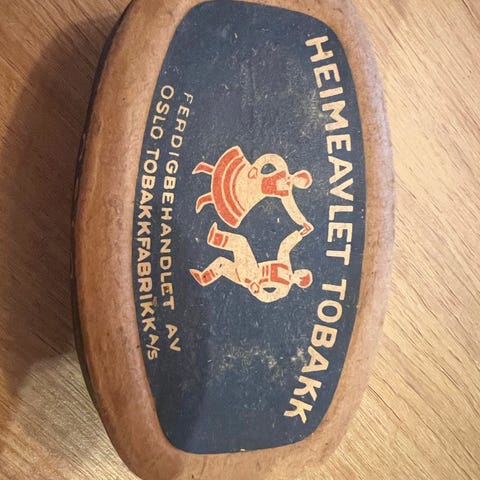 HEIMEAVLET TOBAKK
FERDIGBEHANDLET AV
OSLO TOBAKKFABRIKK A/S